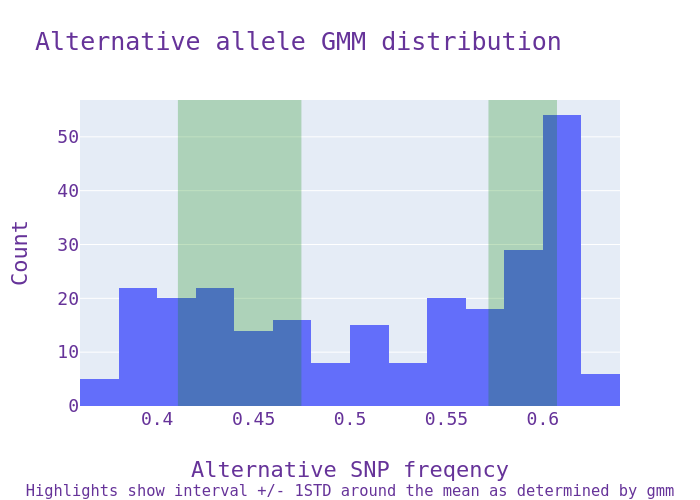 Alternative allele GMM distribution
Count
50
40
30
20
10
0
0.4 0.45 0.5 0.55 0.6
Alternative SNP freqency
Highlights show interval +/- 1STD around the mean as determined by gmm